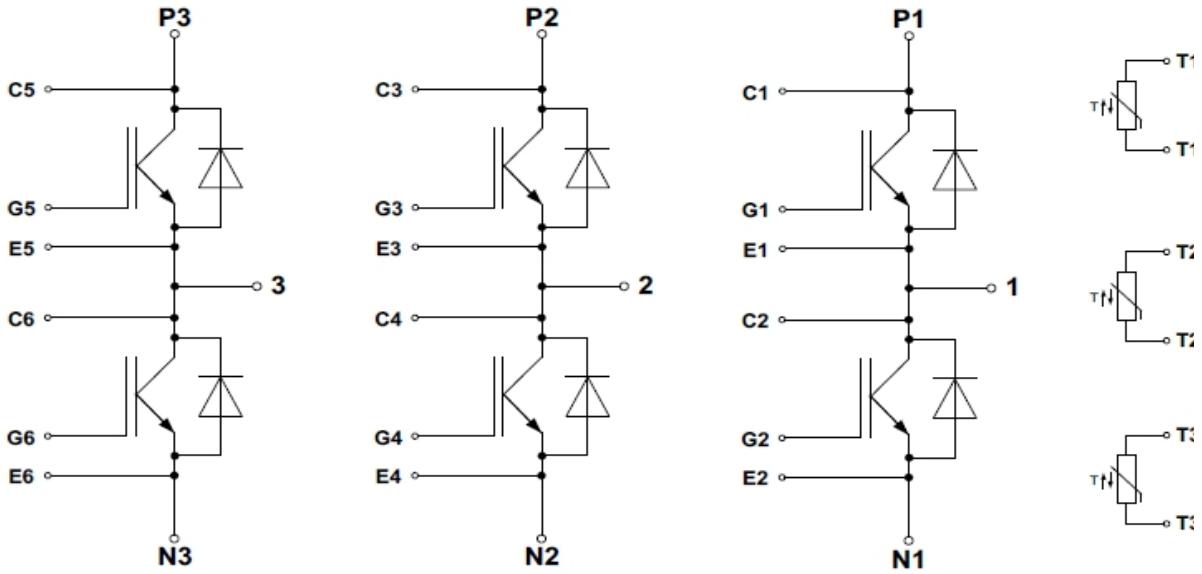 P3 P2 P1
T1
C5 C3 C1
T1
G5 G3 G1
T
E5 E3 E1
T2
3 2 1
T
C6 C4 C2
T2
G6 G4 G2
T3
E6 E4 E2
T
T3
N3 N2 N1